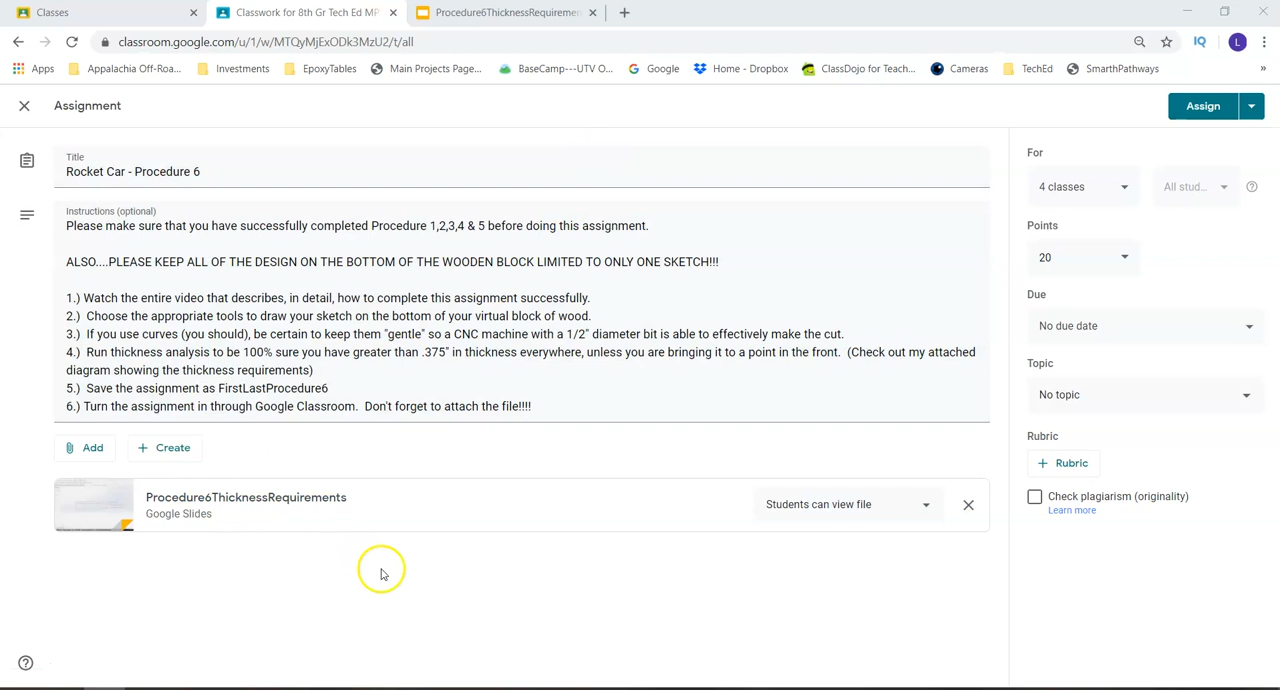 Classes
Classwork for 8th Gr Tech Ed MP
Procedure6ThicknessRequiremen
classroom.google.com/u/1/w/MTQyMjExODk3MzU2/t/all
IQ
L
Apps
Appalachia Off-Roa...
Investments
EpoxyTables
Main Projects Page...
BaseCamp---UTV O...
Google
Home - Dropbox
ClassDojo for Teach...
Cameras
TechEd
SmarthPathways
»
Assignment
Assign
Title
Rocket Car - Procedure 6
Instructions (optional)
Please make sure that you have successfully completed Procedure 1,2,3,4 & 5 before doing this assignment.
ALSO....PLEASE KEEP ALL OF THE DESIGN ON THE BOTTOM OF THE WOODEN BLOCK LIMITED TO ONLY ONE SKETCH!!!
1.) Watch the entire video that describes, in detail, how to complete this assignment successfully.
2.) Choose the appropriate tools to draw your sketch on the bottom of your virtual block of wood.
3.) If you use curves (you should), be certain to keep them "gentle" so a CNC machine with a 1/2" diameter bit is able to effectively make the cut.
4.) Run thickness analysis to be 100% sure you have greater than .375" in thickness everywhere, unless you are bringing it to a point in the front. (Check out my attached
diagram showing the thickness requirements)
5.) Save the assignment as FirstLastProcedure6
6.) Turn the assignment in through Google Classroom. Don't forget to attach the file!!!!
Add
Create
Procedure6ThicknessRequirements
Google Slides
Students can view file
For
4 classes
All stud...
Points
20
Due
No due date
Topic
No topic
Rubric
Rubric
Check plagiarism (originality)
Learn more